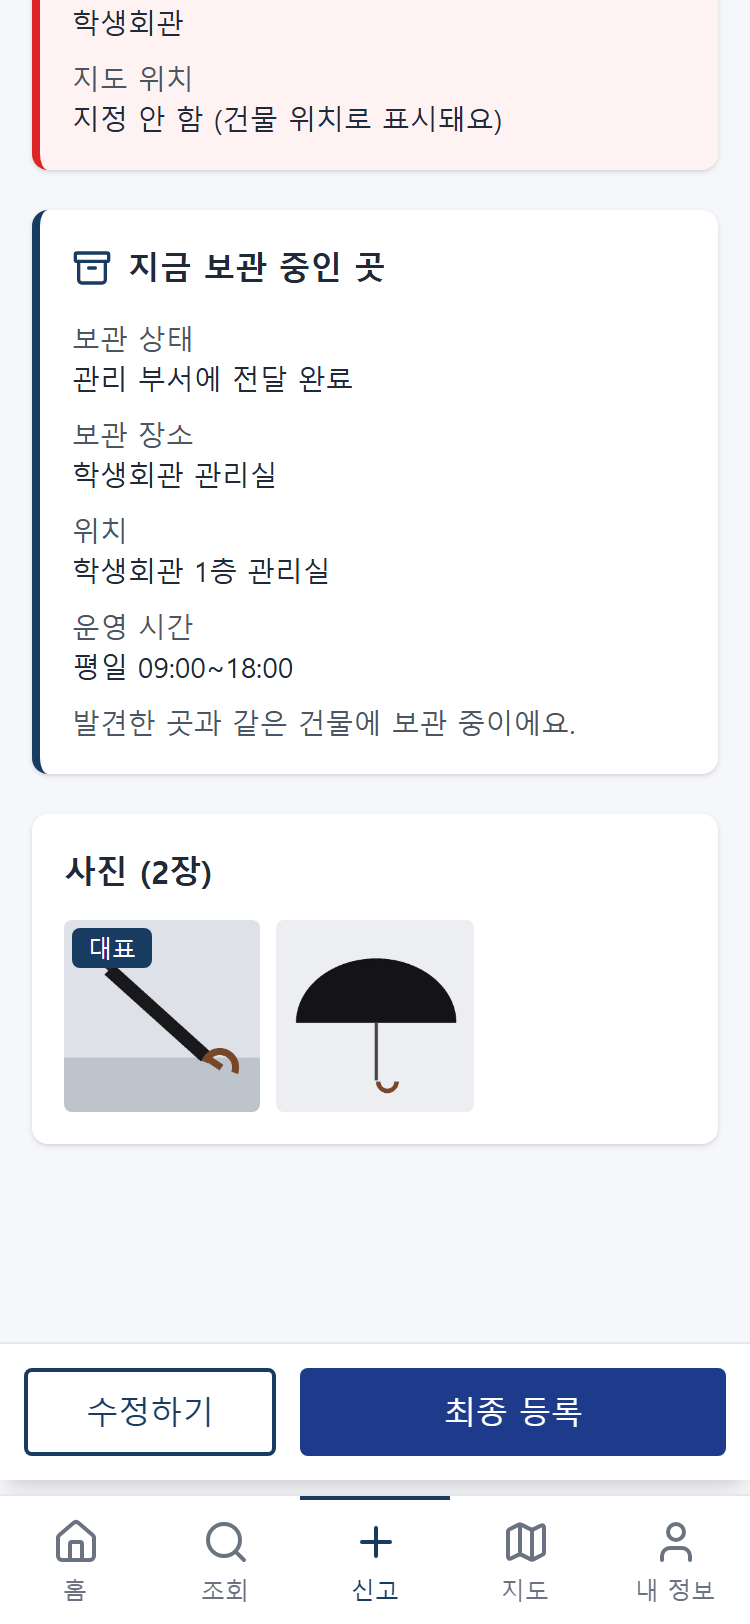 학생회관
지도 위치
지정 안 함 (건물 위치로 표시돼요)
지금 보관 중인 곳
보관 상태
관리 부서에 전달 완료
보관 장소
학생회관 관리실
위치
학생회관 1층 관리실
운영 시간
평일 09:00~18:00
발견한 곳과 같은 건물에 보관 중이에요.
사진 (2장)
대표
수정하기
최종 등록
홈
조회
신고
지도
내 정보